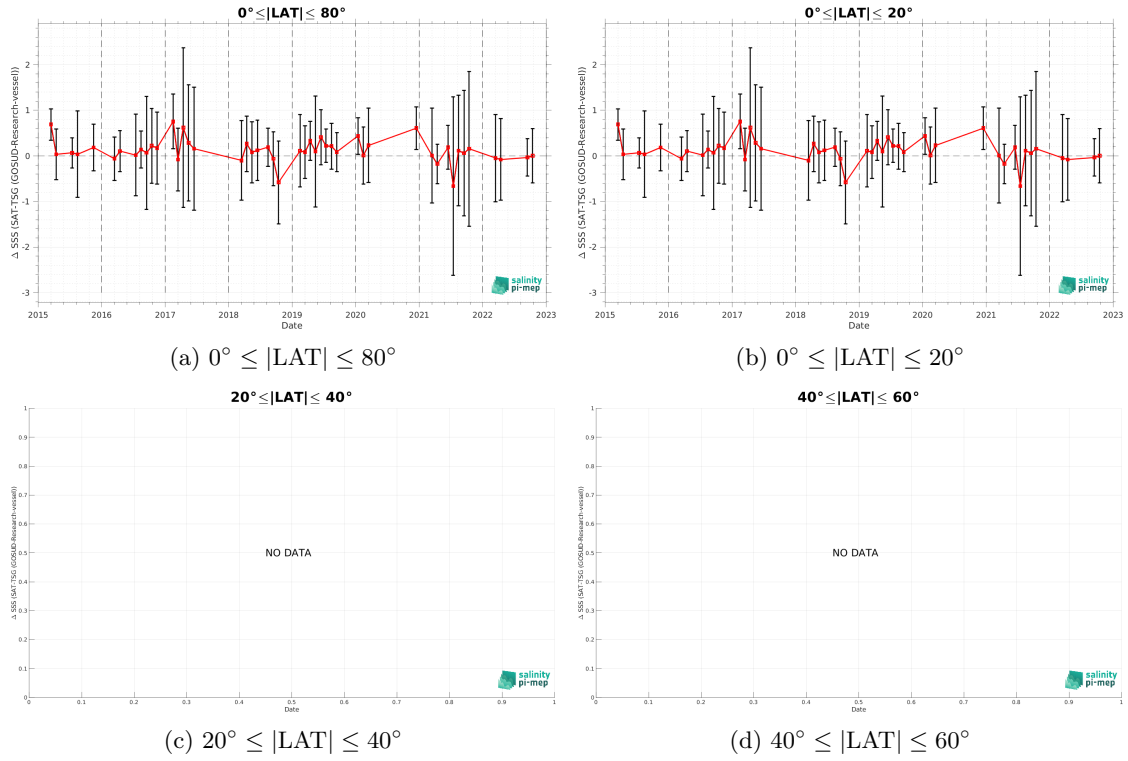 0°≤|LAT|≤ 80°
Δ SSS (SAT-TSG (GOSUD-Research-vessel))
2
1
0
-1
-2
-3
2015 2016 2017 2018 2019 2020 2021 2022 2023
Date
salinity
pi-mep
(a) 0° ≤ |LAT| ≤ 80°
0°≤|LAT|≤ 20°
Δ SSS (SAT-TSG (GOSUD-Research-vessel))
2
1
0
-1
-2
-3
2015 2016 2017 2018 2019 2020 2021 2022 2023
Date
salinity
pi-mep
(b) 0° ≤ |LAT| ≤ 20°
20°≤|LAT|≤ 40°
Δ SSS (SAT-TSG (GOSUD-Research-vessel))
1
0.9
0.8
0.7
0.6
0.5
0.4
0.3
0.2
0.1
0
NO DATA
0 0.1 0.2 0.3 0.4 0.5 0.6 0.7 0.8 0.9 1
Date
salinity
pi-mep
(c) 20° ≤ |LAT| ≤ 40°
40°≤|LAT|≤ 60°
Δ SSS (SAT-TSG (GOSUD-Research-vessel))
1
0.9
0.8
0.7
0.6
0.5
0.4
0.3
0.2
0.1
0
NO DATA
0 0.1 0.2 0.3 0.4 0.5 0.6 0.7 0.8 0.9 1
Date
salinity
pi-mep
(d) 40° ≤ |LAT| ≤ 60°